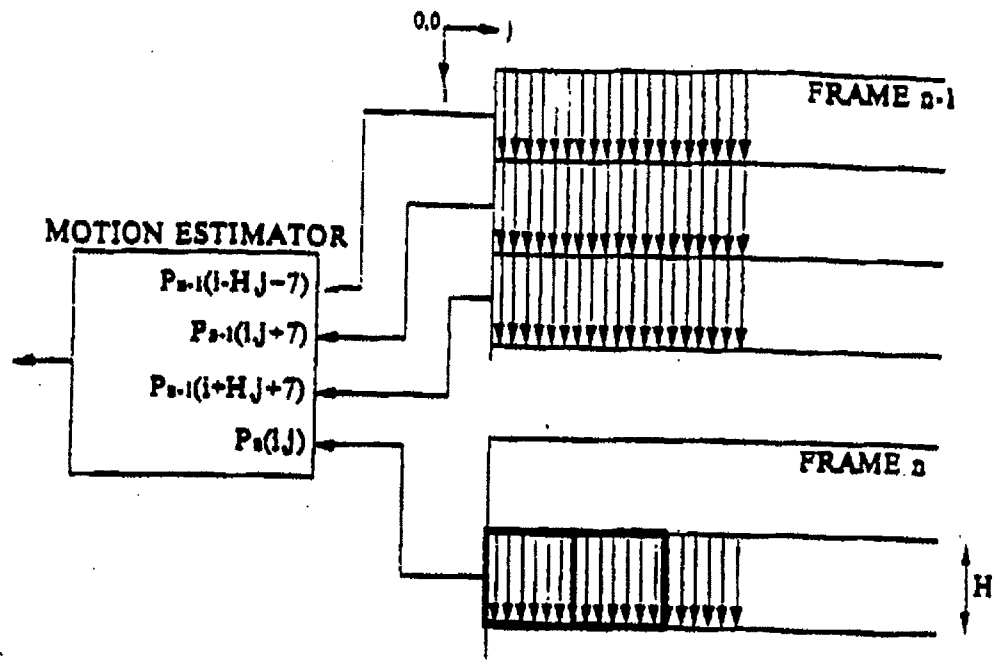 0,0 j
i
FRAME n-1
MOTION ESTIMATOR
Pn-1(i-H,j-7)
Pn-1(i,j+7)
Pn-1(i+H,j+7)
Pn(i,j)
FRAME n
H